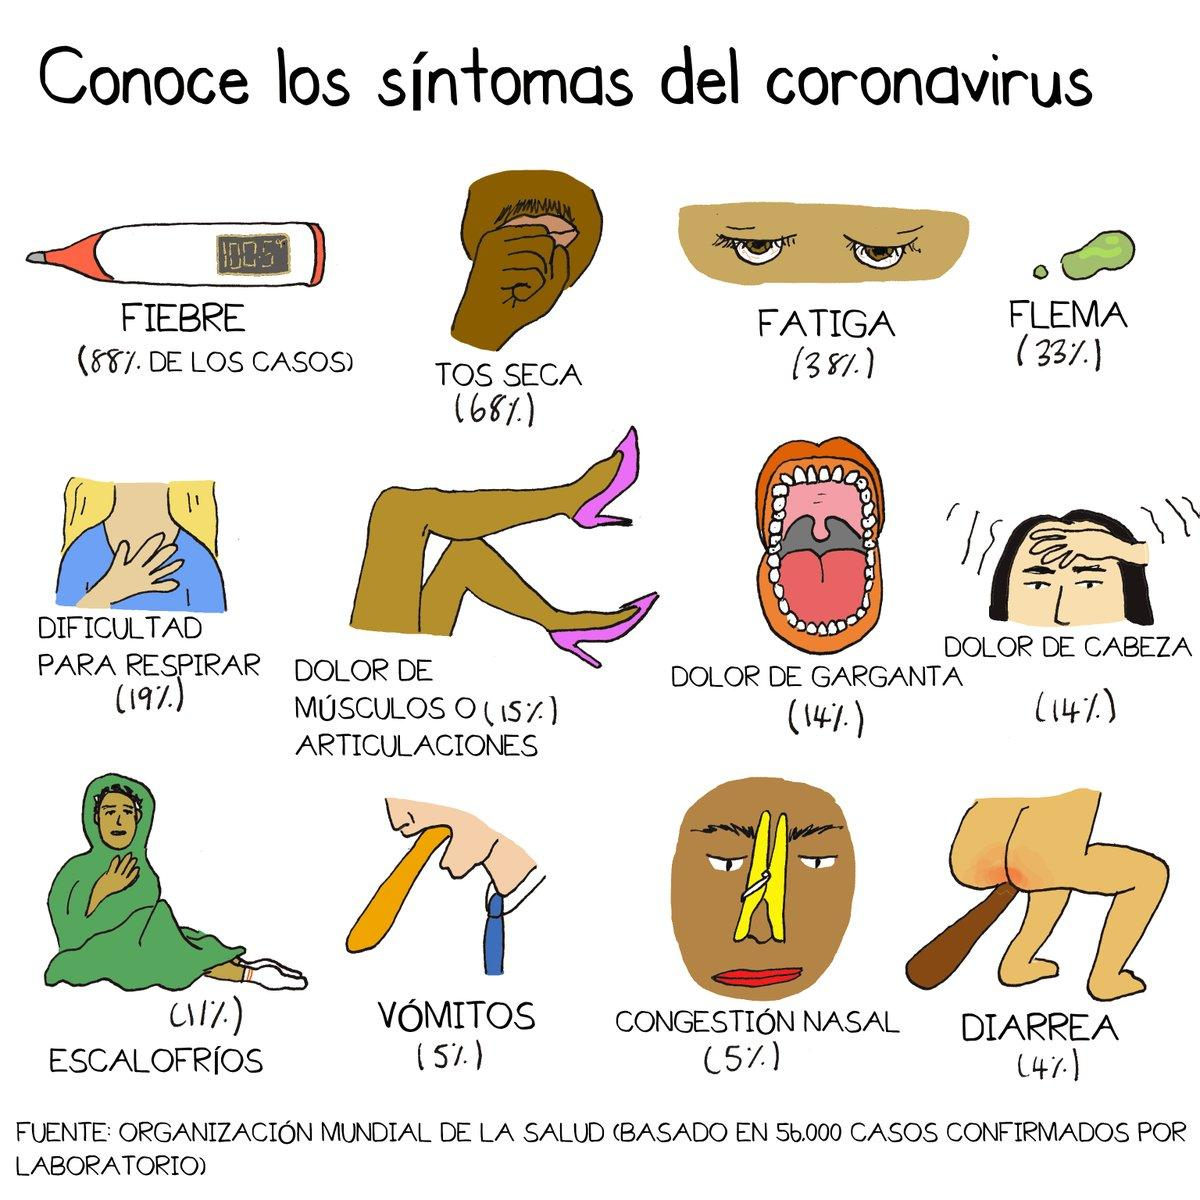 Conoce los síntomas del coronavirus
100.5°
FIEBRE
(88% DE LOS CASOS)
TOS SECA
(68%)
FATIGA
(38%)
FLEMA
(33%)
DIFICULTAD
PARA RESPIRAR
(19%)
DOLOR DE
MÚSCULOS O (15%)
ARTICULACIONES
DOLOR DE GARGANTA
(14%)
DOLOR DE CABEZA
(14%)
(11%)
ESCALOFRÍOS
VÓMITOS
(5%)
CONGESTIÓN NASAL
(5%)
DIARREA
(4%)
FUENTE: ORGANIZACIÓN MUNDIAL DE LA SALUD (BASADO EN 56.000 CASOS CONFIRMADOS POR
LABORATORIO)